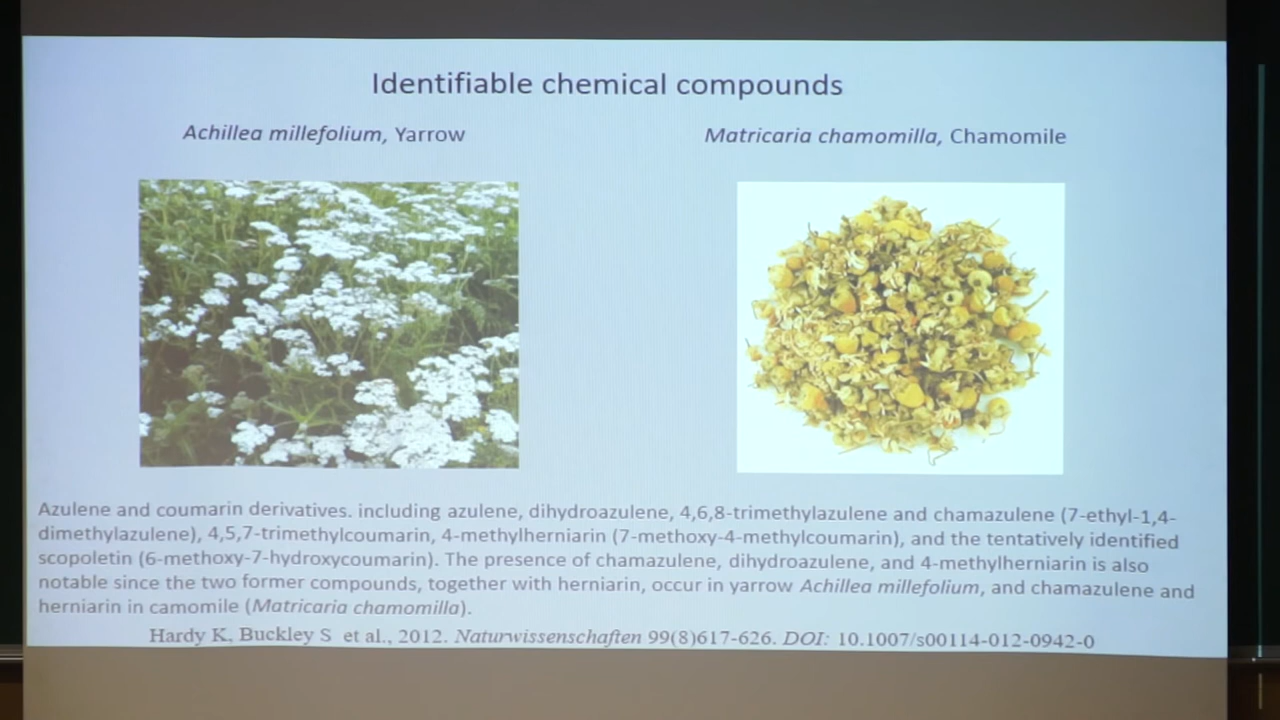 Identifiable chemical compounds
Achillea millefolium, Yarrow
Matricaria chamomilla, Chamomile
Azulene and coumarin derivatives. including azulene, dihydroazulene, 4,6,8-trimethylazulene and chamazulene (7-ethyl-1,4-
dimethylazulene), 4,5,7-trimethylcoumarin, 4-methylherniarin (7-methoxy-4-methylcoumarin), and the tentatively identified
scopoletin (6-methoxy-7-hydroxycoumarin). The presence of chamazulene, dihydroazulene, and 4-methylherniarin is also
notable since the two former compounds, together with herniarin, occur in yarrow Achillea millefolium, and chamazulene and
herniarin in camomile (Matricaria chamomilla).
Hardy K, Buckley S et al., 2012. Naturwissenschaften 99(8)617-626. DOI: 10.1007/s00114-012-0942-0